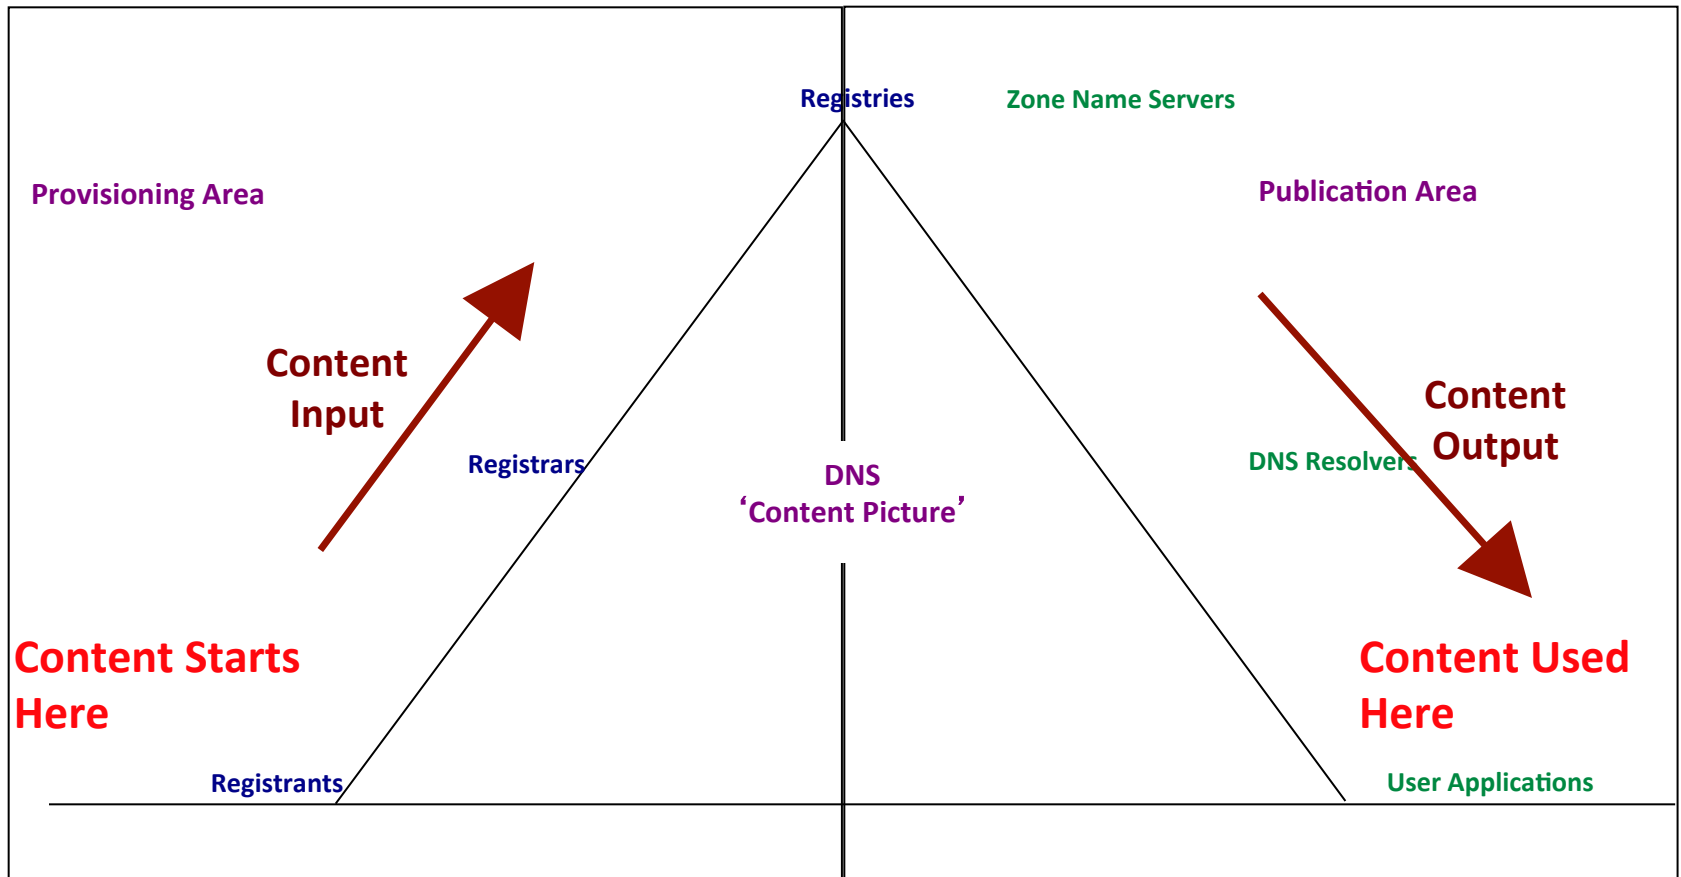 Registries
Zone Name Servers
Provisioning Area
Publication Area
Content
Input
Content
Output
Registrars
DNS Resolvers
DNS
‘Content Picture’
Content Starts
Here
Content Used
Here
Registrants
User Applications